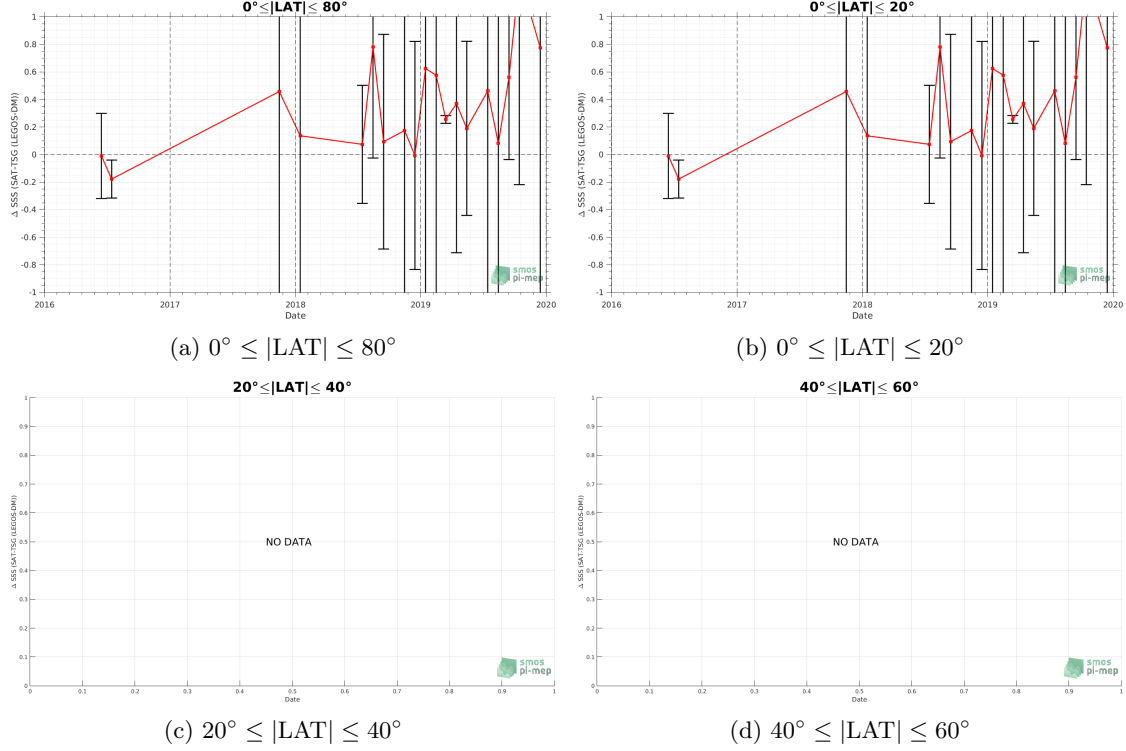 0°≤|LAT|≤ 80°
1
0.8
0.6
0.4
0.2
0
-0.2
-0.4
-0.6
-0.8
-1
Δ SSS (SAT-TSG (LEGOS-DM))
2016
2017
2018
2019
2020
Date
smos
pi-mep
(a) 0° ≤ |LAT| ≤ 80°
0°≤|LAT|≤ 20°
1
0.8
0.6
0.4
0.2
0
-0.2
-0.4
-0.6
-0.8
-1
Δ SSS (SAT-TSG (LEGOS-DM))
2016
2017
2018
2019
2020
Date
smos
pi-mep
(b) 0° ≤ |LAT| ≤ 20°
20°≤|LAT|≤ 40°
1
0.9
0.8
0.7
0.6
0.5
0.4
0.3
0.2
0.1
0
Δ SSS (SAT-TSG (LEGOS-DM))
NO DATA
0
0.1
0.2
0.3
0.4
0.5
0.6
0.7
0.8
0.9
1
Date
smos
pi-mep
(c) 20° ≤ |LAT| ≤ 40°
40°≤|LAT|≤ 60°
1
0.9
0.8
0.7
0.6
0.5
0.4
0.3
0.2
0.1
0
Δ SSS (SAT-TSG (LEGOS-DM))
NO DATA
0
0.1
0.2
0.3
0.4
0.5
0.6
0.7
0.8
0.9
1
Date
smos
pi-mep
(d) 40° ≤ |LAT| ≤ 60°